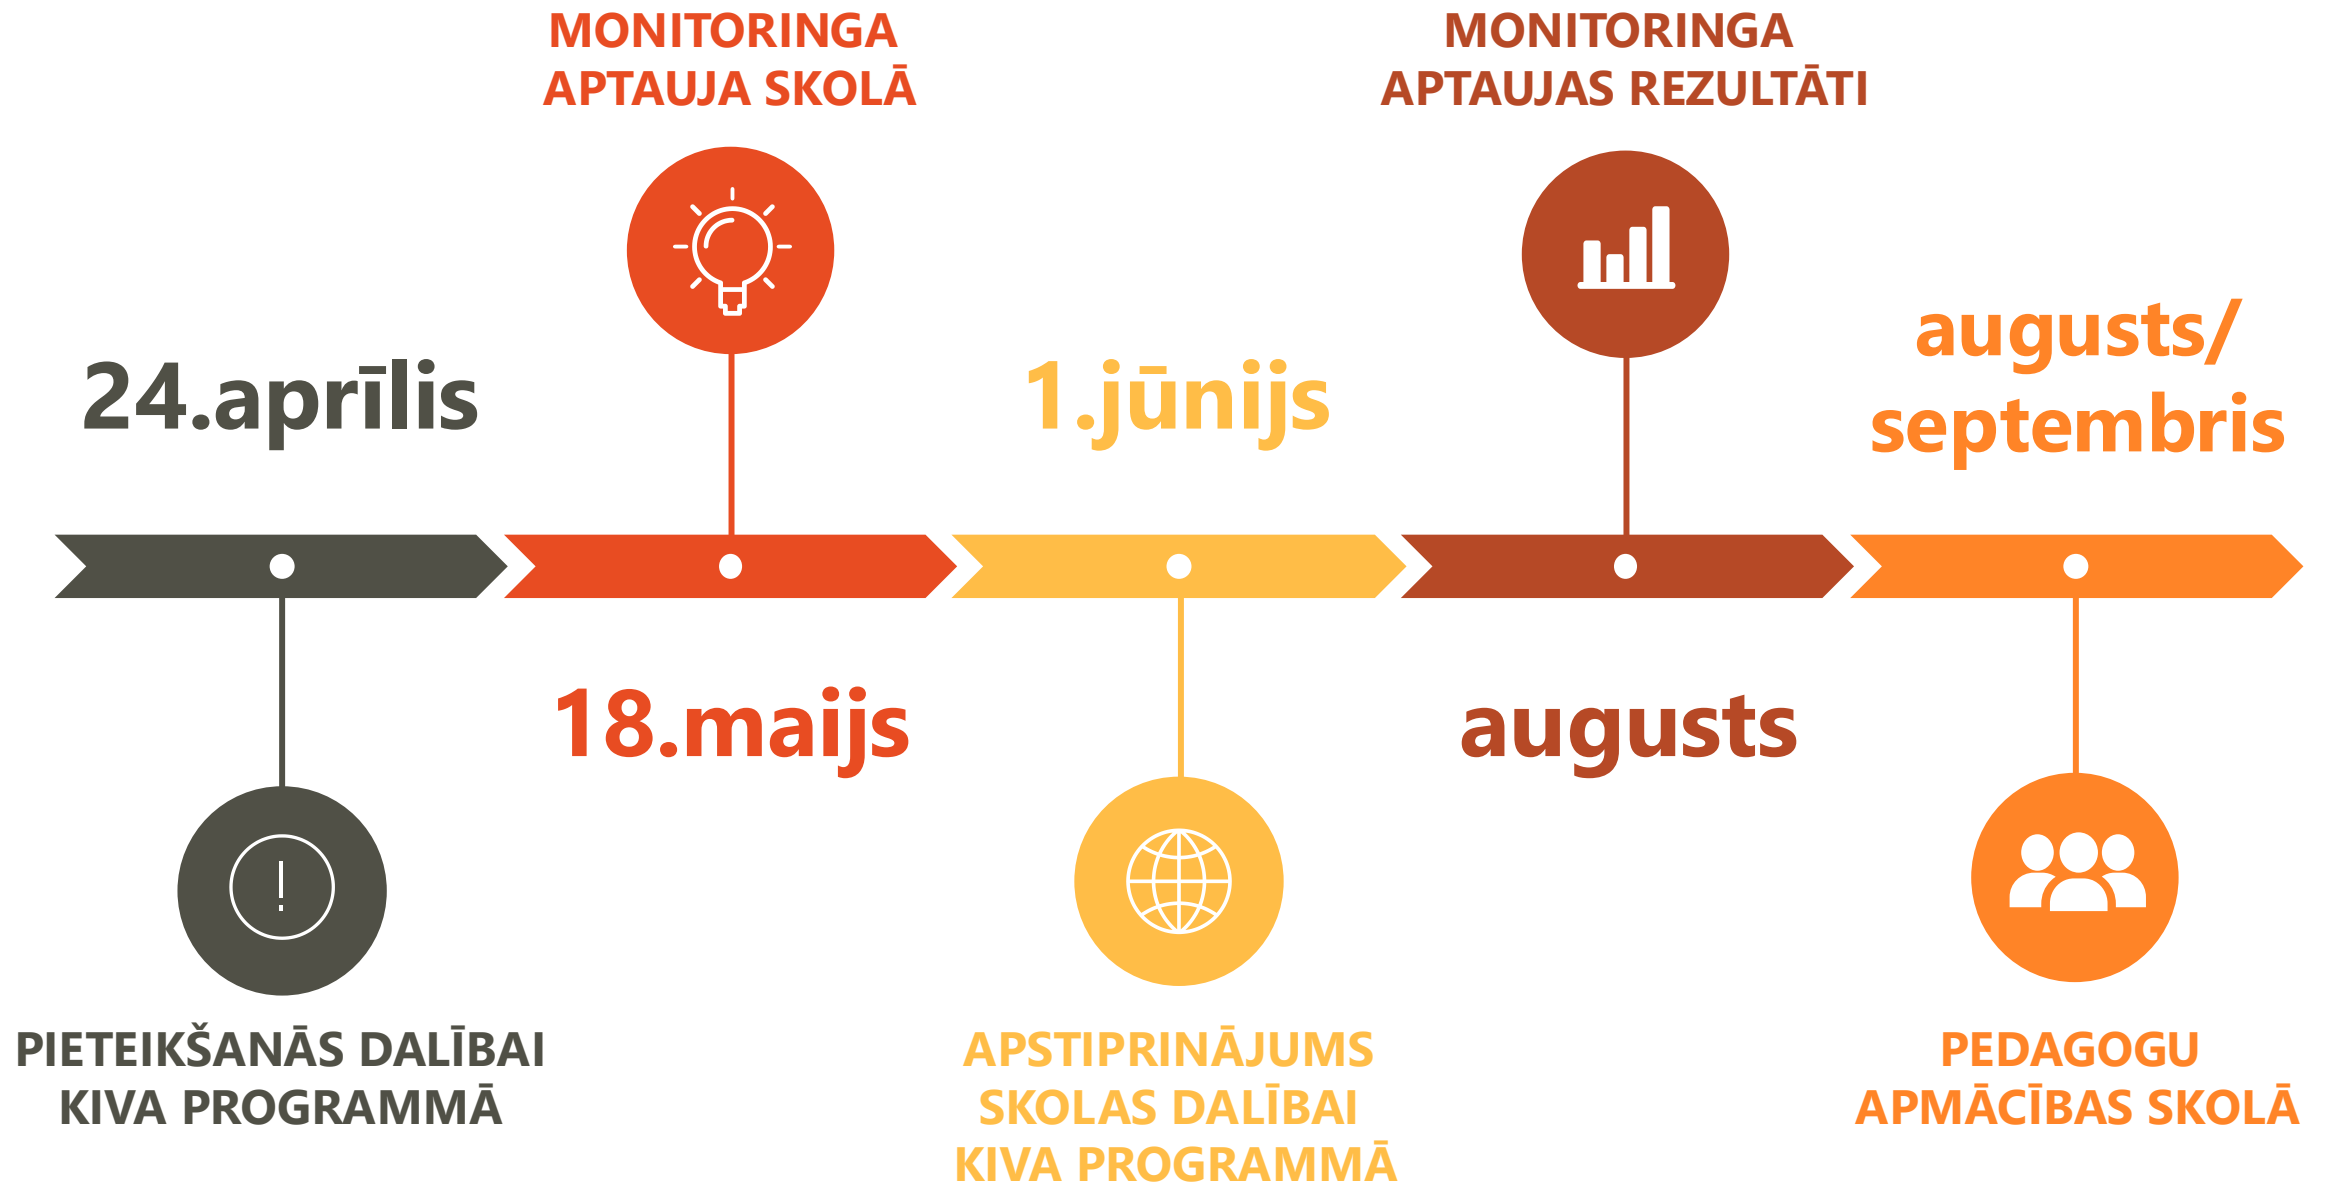 MONITORINGA
APTAUJA SKOLĀ
MONITORINGA
APTAUJAS REZULTĀTI
24.aprīlis
1.jūnijs
augusts/
septembris
18.maijs
augusts
PIETEIKŠANĀS DALĪBAI
KIVA PROGRAMMĀ
APSTIPRINĀJUMS
SKOLAS DALĪBAI
KIVA PROGRAMMĀ
PEDAGOGU
APMĀCĪBAS SKOLĀ